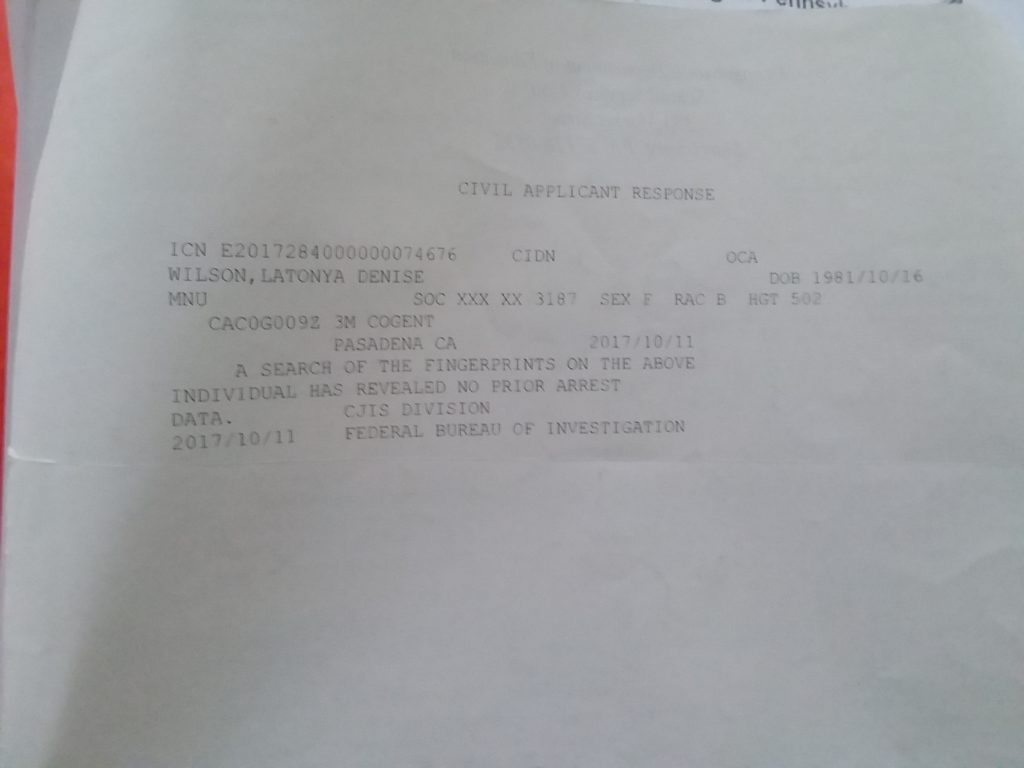 CIVIL APPLICANT RESPONSE
ICN E2017284000000074676 CIDN OCA
WILSON, LATONYA DENISE DOB 1981/10/16
MNU SOC XXX XX 3187 SEX F RAC B HGT 502
CAC0G009Z 3M COGENT
PASADENA CA 2017/10/11
A SEARCH OF THE FINGERPRINTS ON THE ABOVE
INDIVIDUAL HAS REVEALED NO PRIOR ARREST
DATA. CJIS DIVISION
2017/10/11 FEDERAL BUREAU OF INVESTIGATION